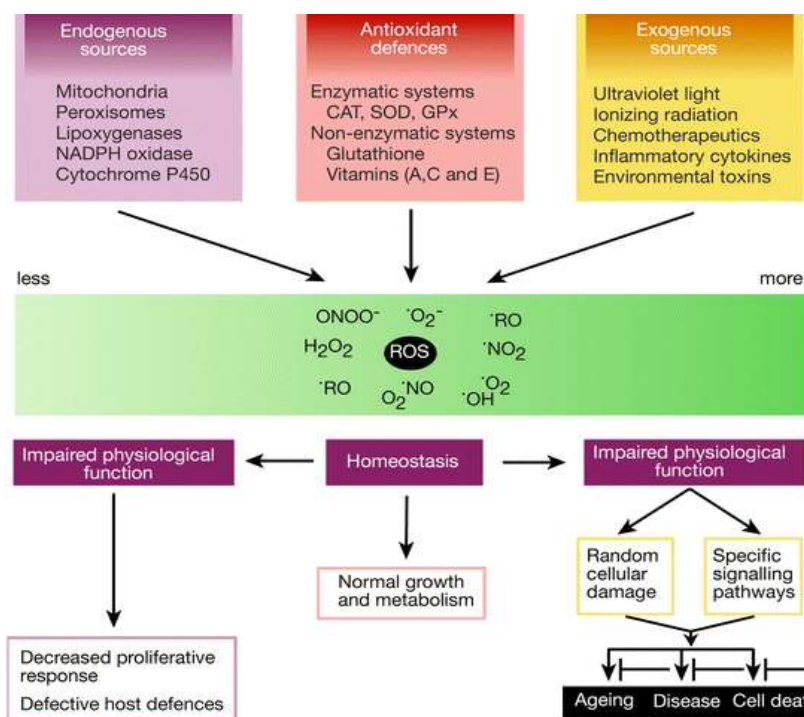 Endogenous
sources
Mitochondria
Peroxisomes
Lipoxygenases
NADPH oxidase
Cytochrome P450
Antioxidant
defences
Enzymatic systems
CAT, SOD, GPx
Non-enzymatic systems
Glutathione
Vitamins (A,C and E)
Exogenous
sources
Ultraviolet light
Ionizing radiation
Chemotherapeutics
Inflammatory cytokines
Environmental toxins
less
more
ONOO⁻ ·O₂⁻ ·RO
H₂O₂ ROS ·NO₂
·RO O₂ ·NO ·OH ·O₂
Impaired physiological
function
Homeostasis
Impaired physiological
function
Normal growth
and metabolism
Random
cellular
damage
Specific
signalling
pathways
Decreased proliferative
response
Defective host defences
Ageing Disease Cell deat